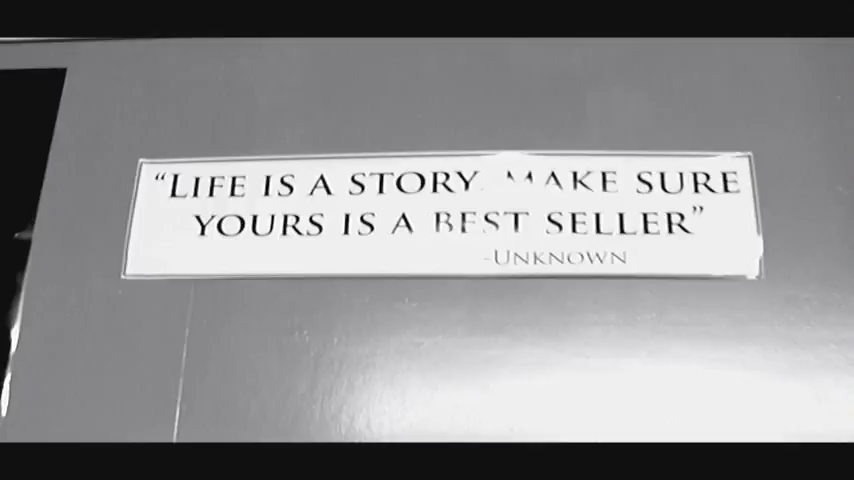 “LIFE IS A STORY. MAKE SURE
YOURS IS A BEST SELLER”
-UNKNOWN